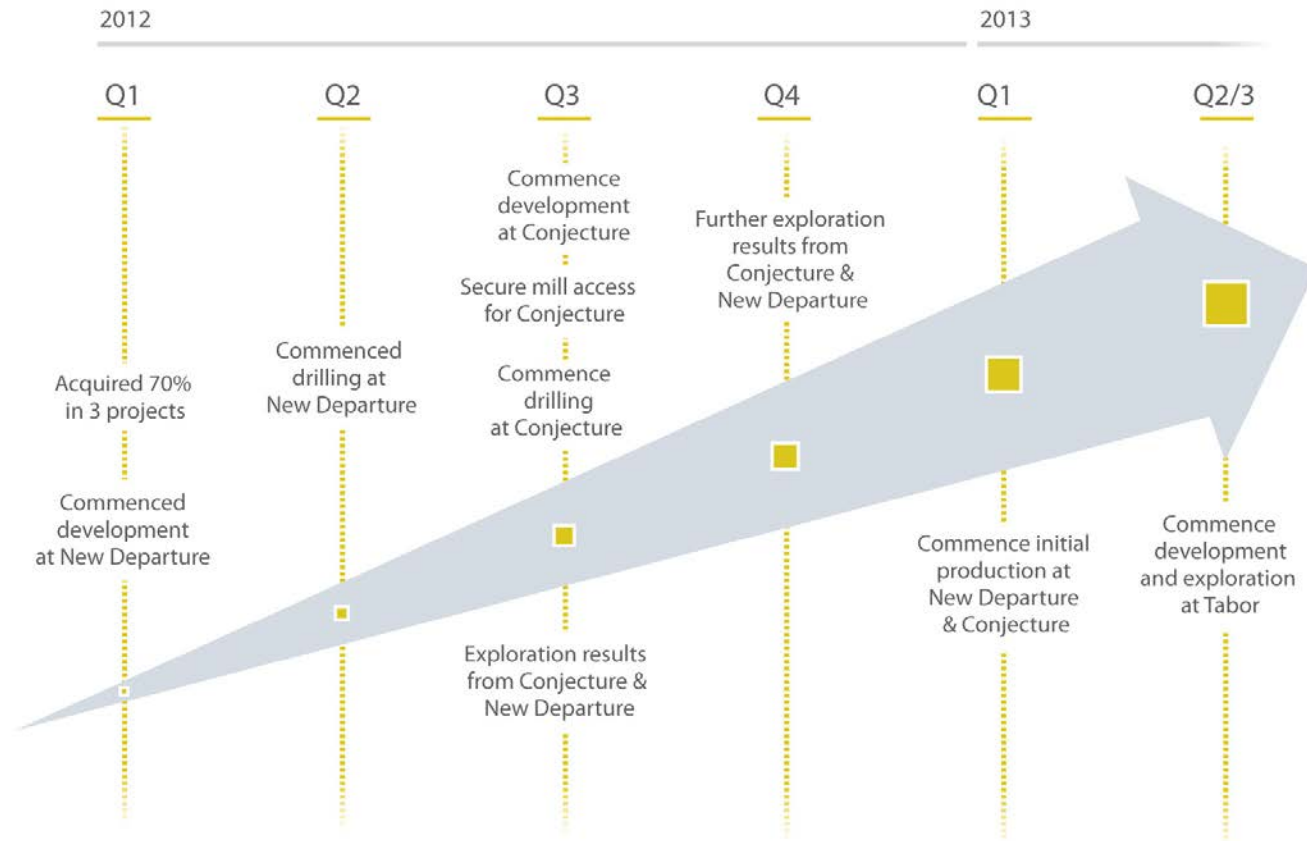 2012
2013
Q1
Q2
Q3
Q4
Q1
Q2/3
Acquired 70%
in 3 projects
Commenced
development
at New Departure
Commenced
drilling at
New Departure
Commence
development
at Conjecture
Secure mill access
for Conjecture
Commence
drilling
at Conjecture
Exploration results
from Conjecture &
New Departure
Further exploration
results from
Conjecture &
New Departure
Commence initial
production at
New Departure
& Conjecture
Commence
development
and exploration
at Tabor